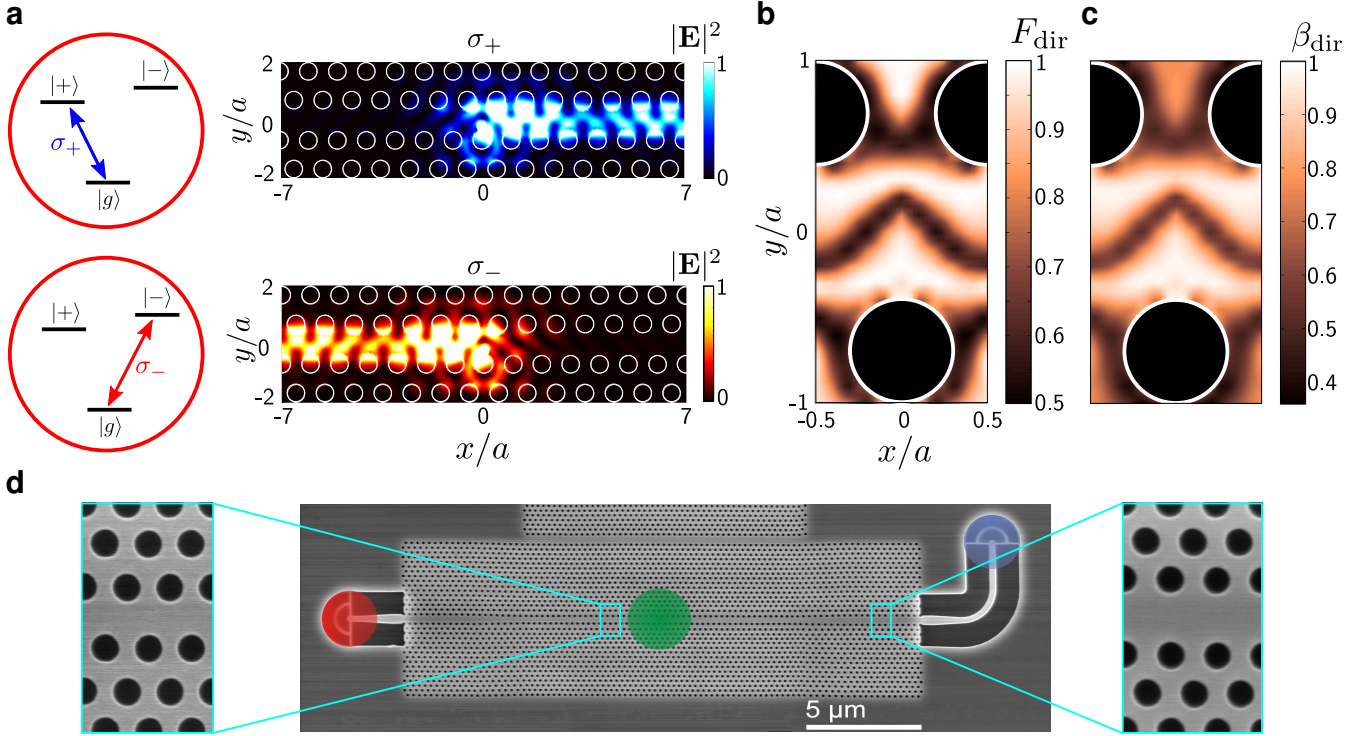 a
|+⟩
|−⟩
σ+
|g⟩
σ+
|E|²
y/a
2
0
-2
-7
0
7
1
0
|+⟩
|−⟩
σ−
|g⟩
σ−
|E|²
y/a
2
0
-2
-7
0
7
x/a
1
0
b
F_dir
y/a
1
0
-1
-0.5
0
0.5
x/a
1
0.9
0.8
0.7
0.6
0.5
c
β_dir
1
0.9
0.8
0.7
0.6
0.5
0.4
d
5 µm